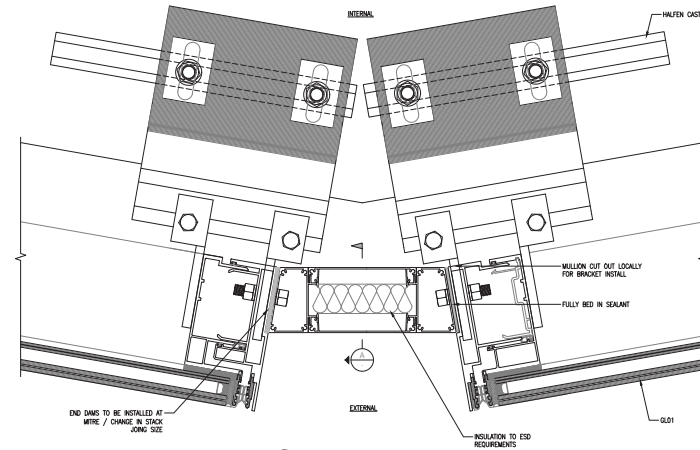 INTERNAL
HALFEN CAST
MULLION CUT OUT LOCALLY
FOR BRACKET INSTALL
FULLY BED IN SEALANT
A
END DAMS TO BE INSTALLED AT
MITRE / CHANGE IN STACK
JOING SIZE
EXTERNAL
INSULATION TO ESD
REQUIREMENTS
GL01